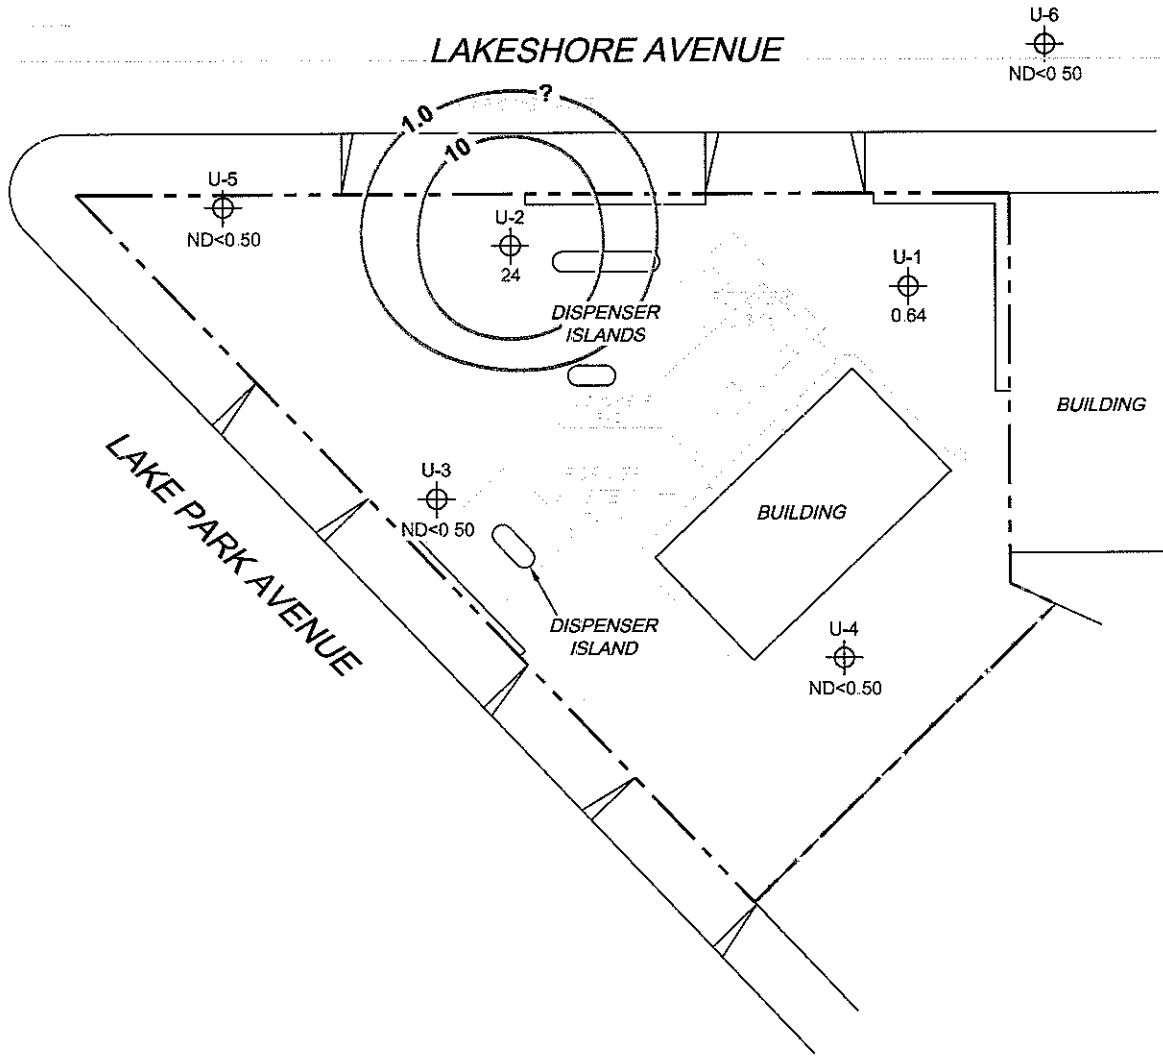 U-6
LAKESHORE AVENUE
ND<0 50
?
1.0
10
U-5
ND<0.50
U-2
24
U-1
0.64
DISPENSER
ISLANDS
BUILDING
U-3
ND<0 50
BUILDING
LAKE PARK AVENUE
DISPENSER
ISLAND
U-4
ND<0.50